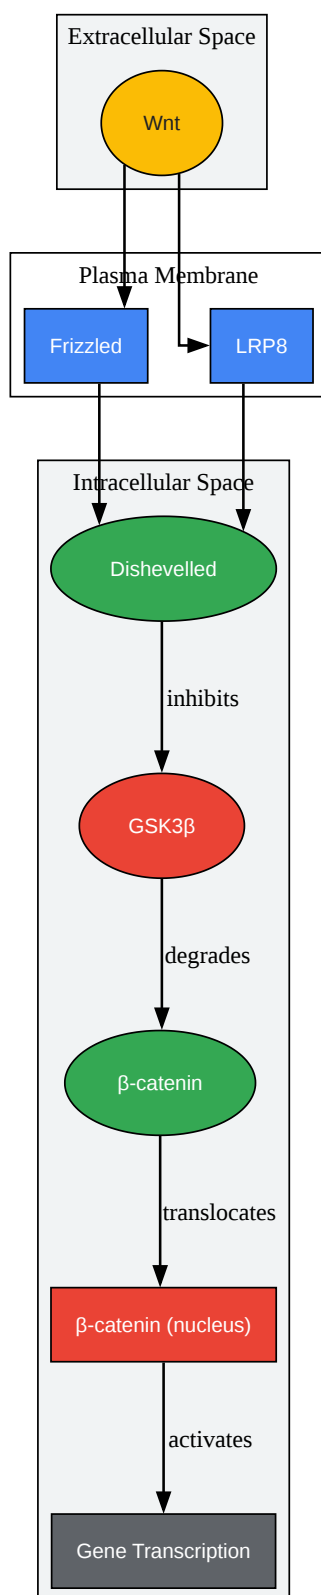 Extracellular Space
Wnt
Plasma Membrane
Frizzled
LRP8
Intracellular Space
Dishevelled
inhibits
GSK3β
degrades
β-catenin
translocates
β-catenin (nucleus)
activates
Gene Transcription